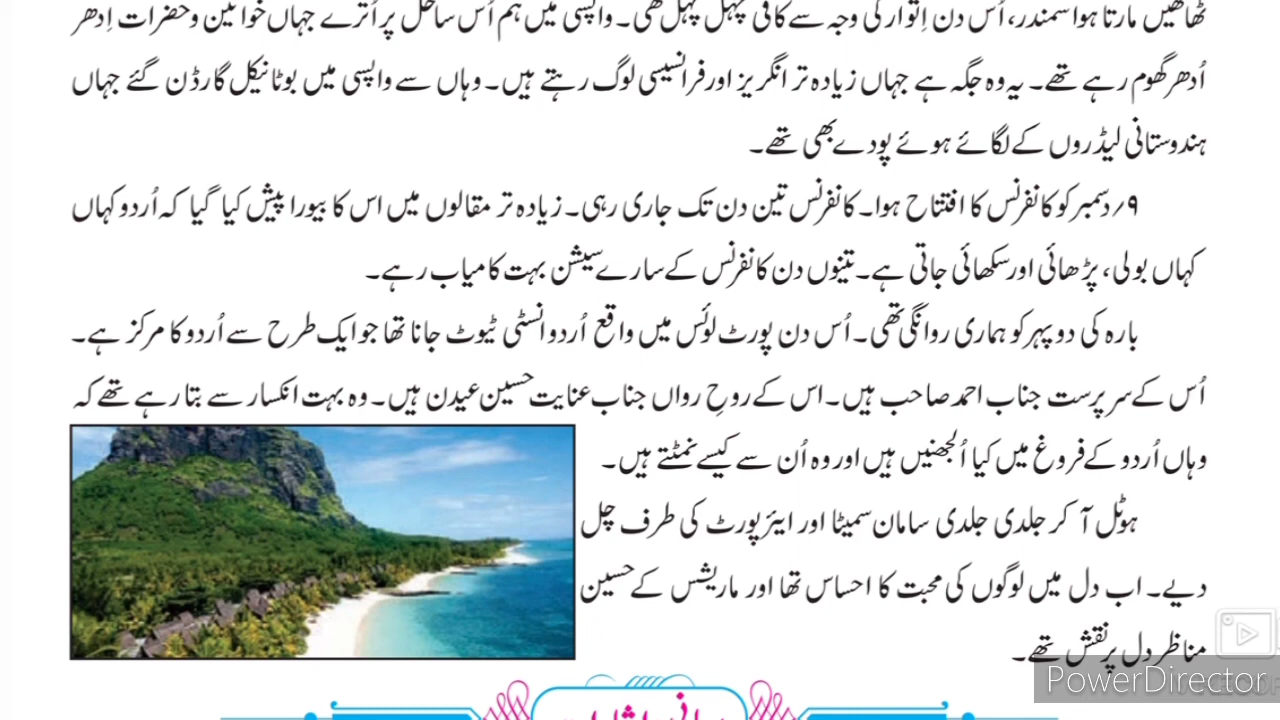 ٹھاٹھیں مارتا ہوا سمندر، اُس دن اِتوار کی وجہ سے کافی چہل پہل تھی۔ واپسی میں ہم اُس ساحل پر اُترے جہاں خواتین و حضرات اِدھر
اُدھر گھوم رہے تھے۔ یہ وہ جگہ ہے جہاں زیادہ تر انگریز اور فرانسیسی لوگ رہتے ہیں۔ وہاں سے واپسی میں بوٹانیکل گارڈن گئے جہاں
ہندوستانی لیڈروں کے لگائے ہوئے پودے بھی تھے۔
۹؍دسمبر کو کانفرنس کا افتتاح ہوا۔ کانفرنس تین دن تک جاری رہی۔ زیادہ تر مقالوں میں اس کا بیورا پیش کیا گیا کہ اُردو کہاں
کہاں بولی، پڑھائی اور سکھائی جاتی ہے۔ تینوں دن کانفرنس کے سارے سیشن بہت کامیاب رہے۔
بارہ کی دوپہر کو ہماری روانگی تھی۔ اُس دن پورٹ لوئس میں واقع اُردو انسٹی ٹیوٹ جانا تھا جو ایک طرح سے اُردو کا مرکز ہے۔
اُس کے سرپرست جناب احمد صاحب ہیں۔ اس کے روحِ رواں جناب عنایت حسین عیدن ہیں۔ وہ بہت انکسار سے بتا رہے تھے کہ
وہاں اُردو کے فروغ میں کیا اُلجھنیں ہیں اور وہ اُن سے کیسے نمٹتے ہیں۔
ہوٹل آ کر جلدی جلدی سامان سمیٹا اور ایئرپورٹ کی طرف چل
دیے۔ اب دل میں لوگوں کی محبت کا احساس تھا اور ماریشس کے حسین
مناظر دل پر نقش تھے۔
PowerDirector